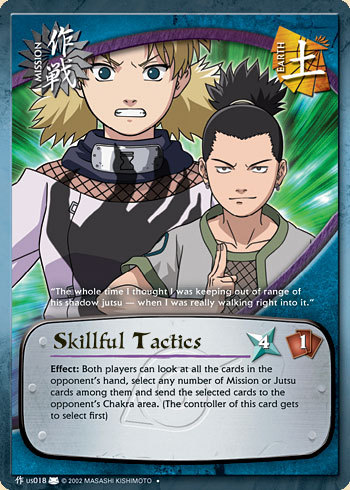 作戦
MISSION
土
EARTH
"The whole time I thought I was keeping out of range of
his shadow jutsu — when I was really walking right into it."
Skillful Tactics
4
1
Effect: Both players can look at all the cards in the
opponent's hand, select any number of Mission or Jutsu
cards among them and send the selected cards to the
opponent's Chakra area. (The controller of this card gets
to select first)
作 US018 © 2002 MASASHI KISHIMOTO